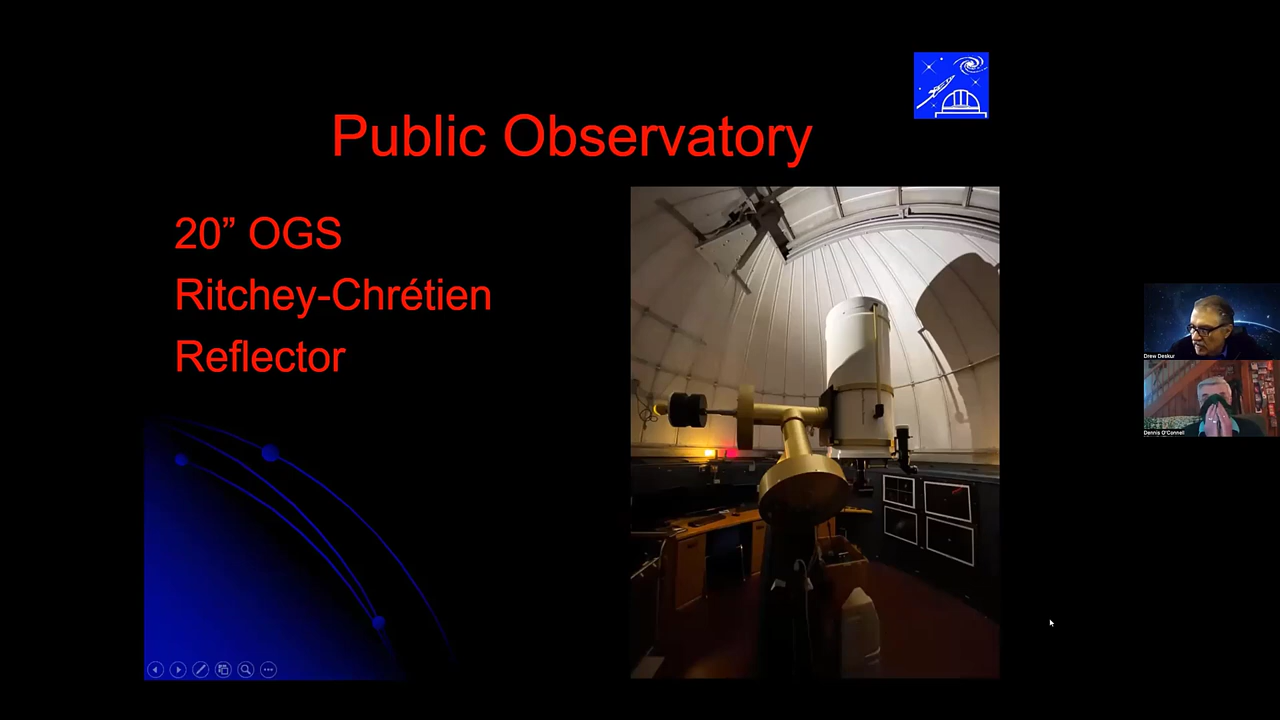 Public Observatory
20” OGS
Ritchey-Chrétien
Reflector
Drew Deskur
Dennis O'Connell